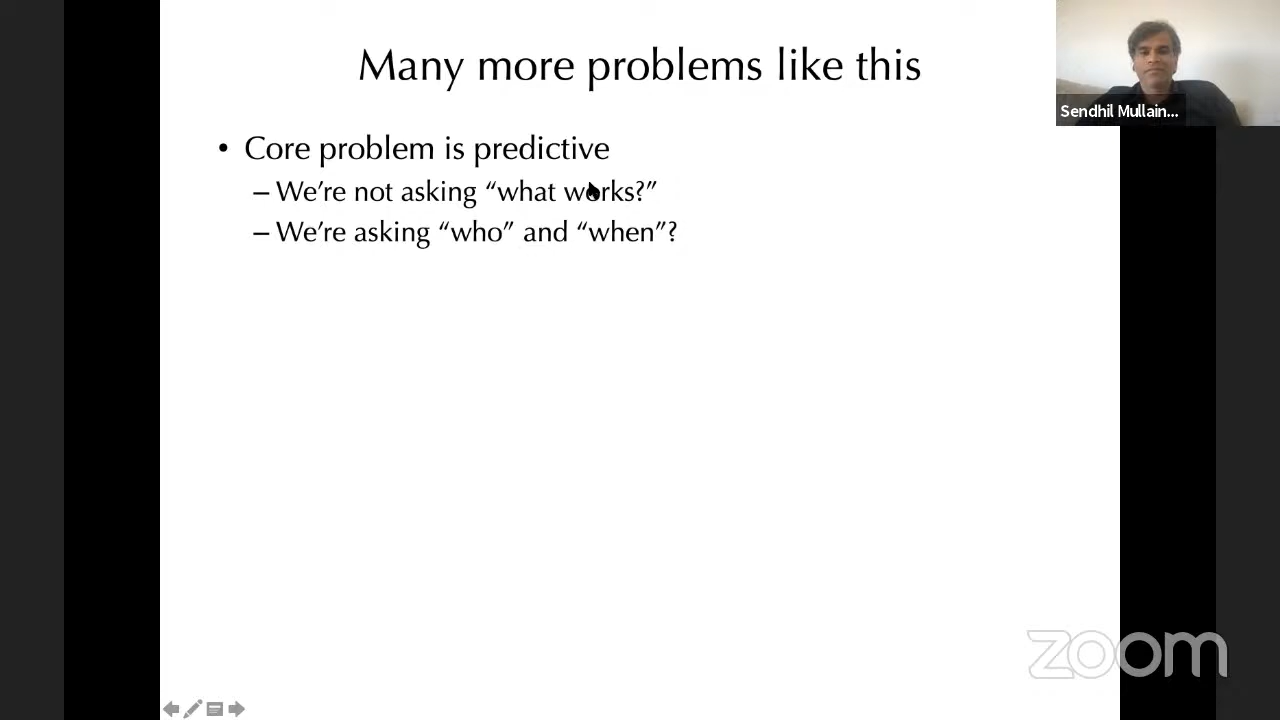 Many more problems like this
Sendhil Mullain...
• Core problem is predictive
– We’re not asking “what works?”
– We’re asking “who” and “when”?
zoom